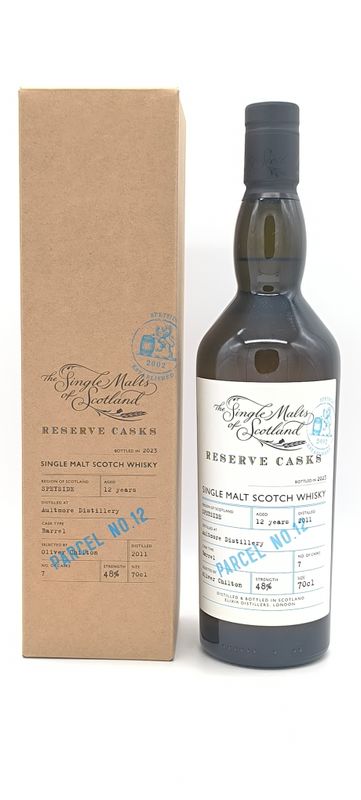 SPEYSIDE
2002
ESTABLISHED
The Single Malts
of Scotland
RESERVE CASKS
BOTTLED IN 2023
SINGLE MALT SCOTCH WHISKY
REGION OF SCOTLAND
AGED
SPEYSIDE
12 years
DISTILLED AT
Aultmore Distillery
CASK TYPE
Barrel
SELECTED BY
DISTILLED
Oliver Chilton
2011
NO. OF CASKS
STRENGTH
SIZE
7
48%
70cl
PARCEL NO.12
The Single Malts
of Scotland
2002
RESERVE CASKS
BOTTLED IN 2023
SINGLE MALT SCOTCH WHISKY
REGION OF SCOTLAND
AGED
DISTILLED
SPEYSIDE
12 years
2011
DISTILLED AT
Aultmore Distillery
NO. OF CASKS
Barrel
7
STRENGTH
SIZE
Oliver Chilton
48%
70cl
PARCEL NO.12
DISTILLED & BOTTLED IN SCOTLAND
ELIXIR DISTILLERS. LONDON